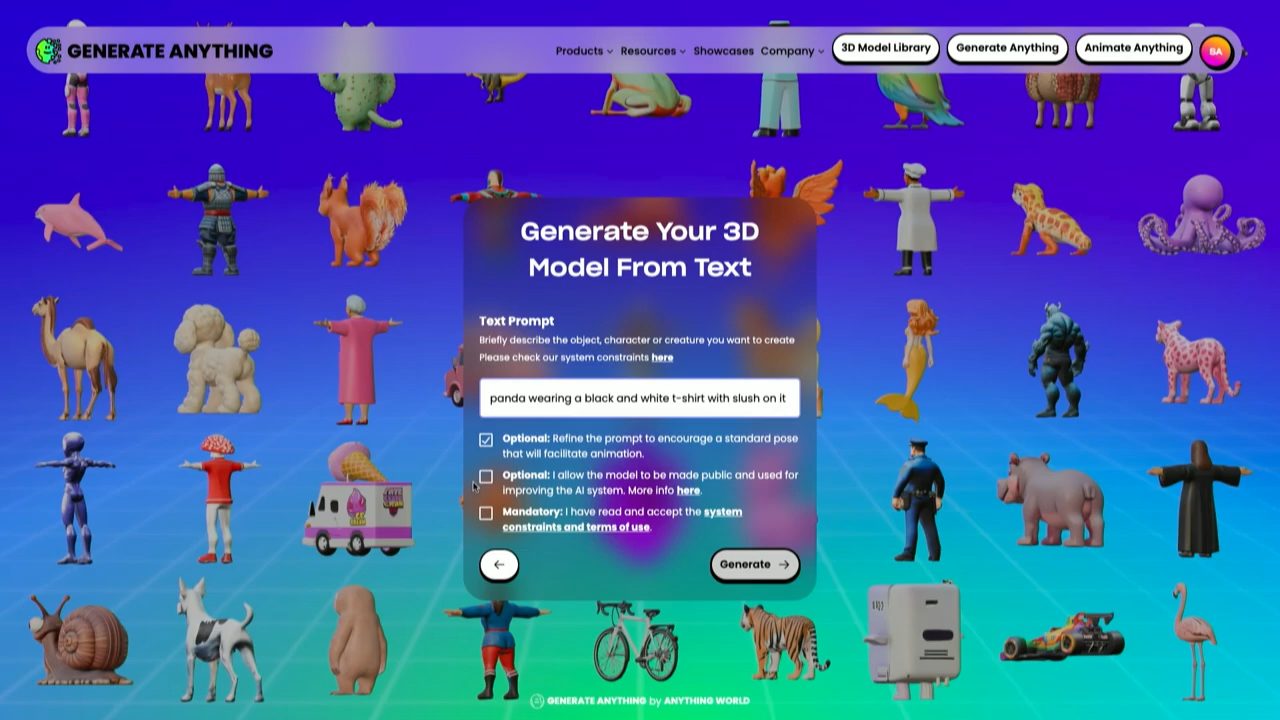 GENERATE ANYTHING
Products Resources Showcases Company 3D Model Library Generate Anything Animate Anything SA
Generate Your 3D
Model From Text
Text Prompt
Briefly describe the object, character or creature you want to create
Please check our system constraints here
panda wearing a black and white t-shirt with slush on it
Optional: Refine the prompt to encourage a standard pose
that will facilitate animation.
Optional: I allow the model to be made public and used for
improving the AI system. More info here.
Mandatory: I have read and accept the system
constraints and terms of use.
Generate
GENERATE ANYTHING by ANYTHING WORLD